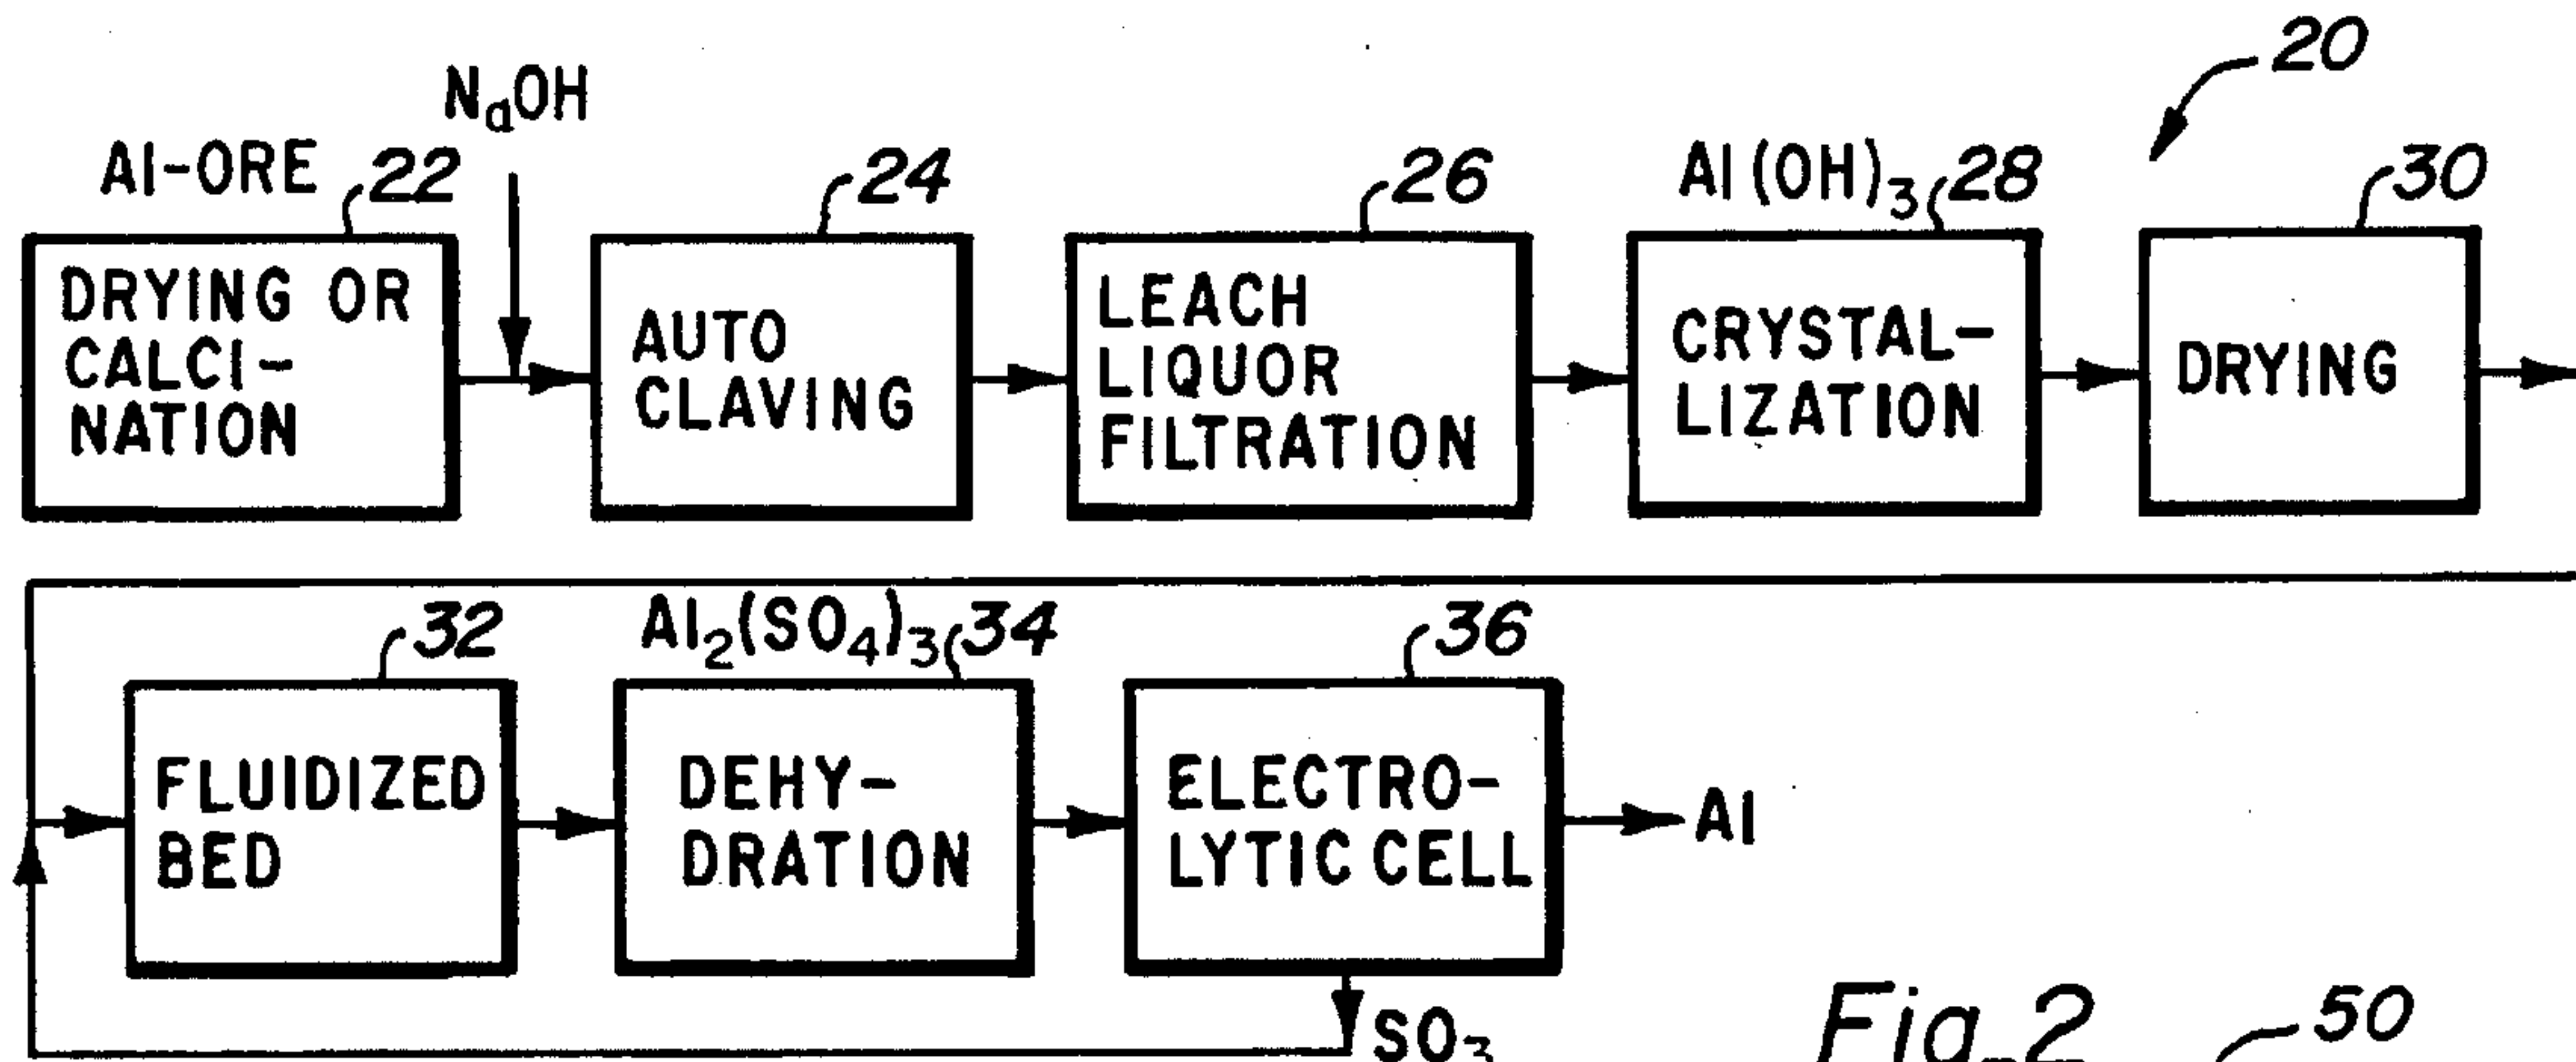 20
NaOH
Al-ORE
22
24
26
Al(OH)3
28
30
DRYING OR
CALCI-
NATION
AUTO
CLAVING
LEACH
LIQUOR
FILTRATION
CRYSTAL-
LIZATION
DRYING
32
Al2(SO4)3
34
36
FLUIDIZED
BED
DEHY-
DRATION
ELECTRO-
LYTIC CELL
Al
SO3
Fig_2
50